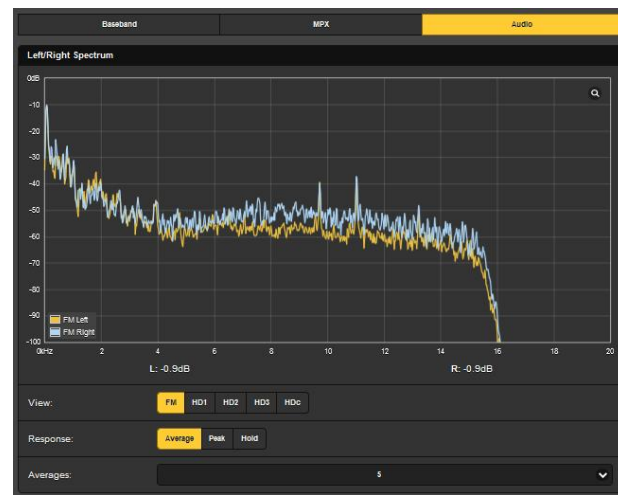 Baseband MPX Audio
Left/Right Spectrum
0dB
-10
-20
-30
-40
-50
-60
-70
-80
-90
-100
FM Left
FM Right
0kHz 2 4 6 8 10 12 14 16 18 20
L: -0.9dB R: -0.9dB
View: FM HD1 HD2 HD3 HDc
Response: Average Peak Hold
Averages: 5